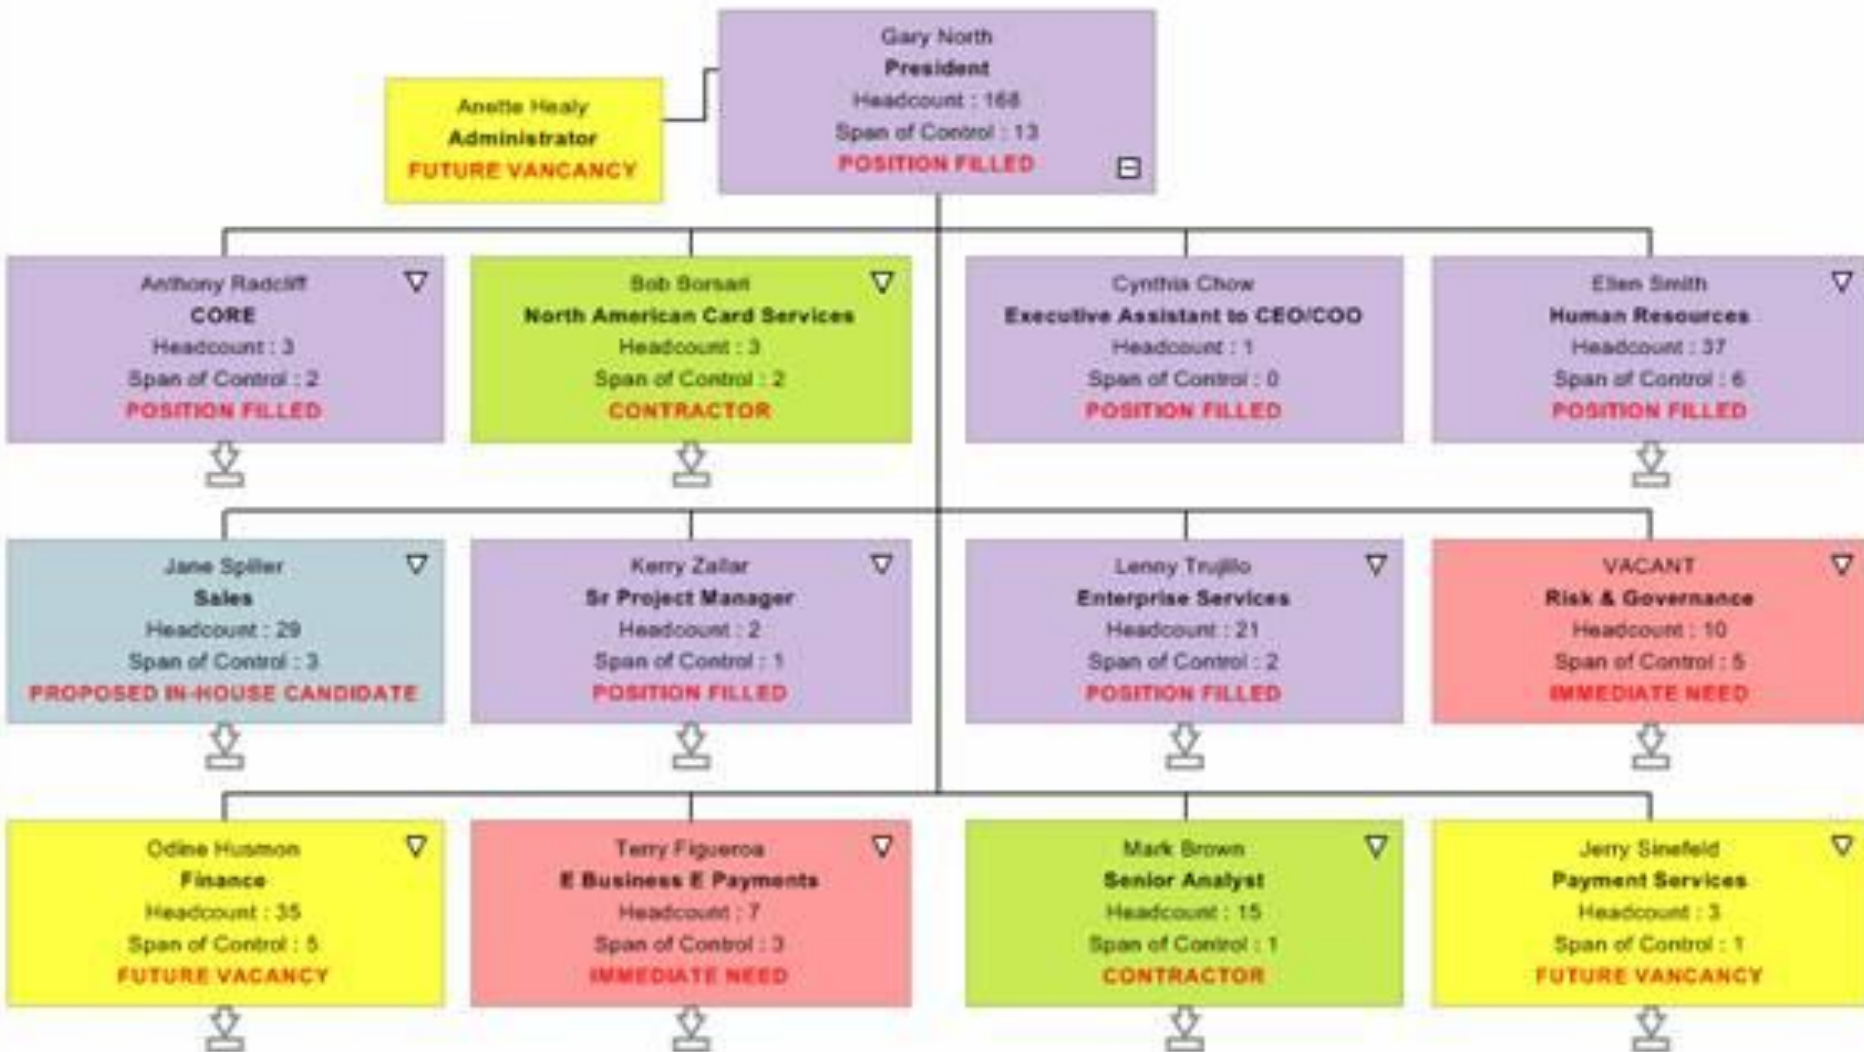 Gary North
President
Headcount : 168
Span of Control : 13
POSITION FILLED
Anette Healy
Administrator
FUTURE VANCANCY
Anthony Radcliff
CORE
Headcount : 3
Span of Control : 2
POSITION FILLED
Bob Borsari
North American Card Services
Headcount : 3
Span of Control : 2
CONTRACTOR
Cynthia Chow
Executive Assistant to CEO/COO
Headcount : 1
Span of Control : 0
POSITION FILLED
Ellen Smith
Human Resources
Headcount : 37
Span of Control : 6
POSITION FILLED
Jane Spiller
Sales
Headcount : 29
Span of Control : 3
PROPOSED IN-HOUSE CANDIDATE
Kerry Zallar
Sr Project Manager
Headcount : 2
Span of Control : 1
POSITION FILLED
Lenny Trujillo
Enterprise Services
Headcount : 21
Span of Control : 2
POSITION FILLED
VACANT
Risk & Governance
Headcount : 10
Span of Control : 5
IMMEDIATE NEED
Odine Husmon
Finance
Headcount : 35
Span of Control : 5
FUTURE VACANCY
Terry Figueroa
E Business E Payments
Headcount : 7
Span of Control : 3
IMMEDIATE NEED
Mark Brown
Senior Analyst
Headcount : 15
Span of Control : 1
CONTRACTOR
Jerry Sinefeld
Payment Services
Headcount : 3
Span of Control : 1
FUTURE VANCANCY